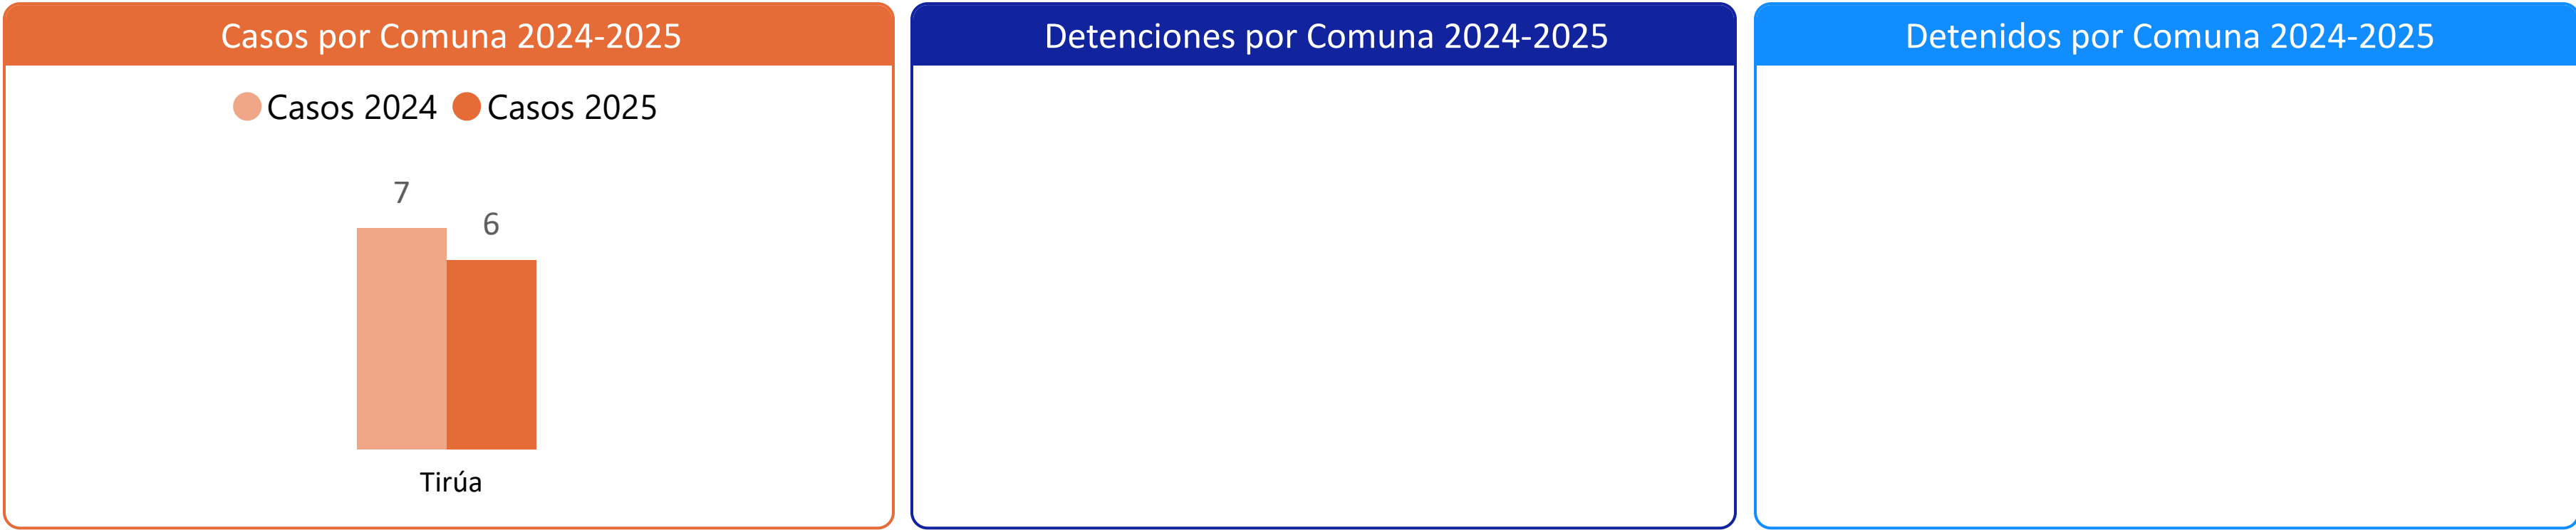 Casos por Comuna 2024-2025
Casos 2024 Casos 2025
7
6
Tirúa
Detenciones por Comuna 2024-2025
Detenidos por Comuna 2024-2025